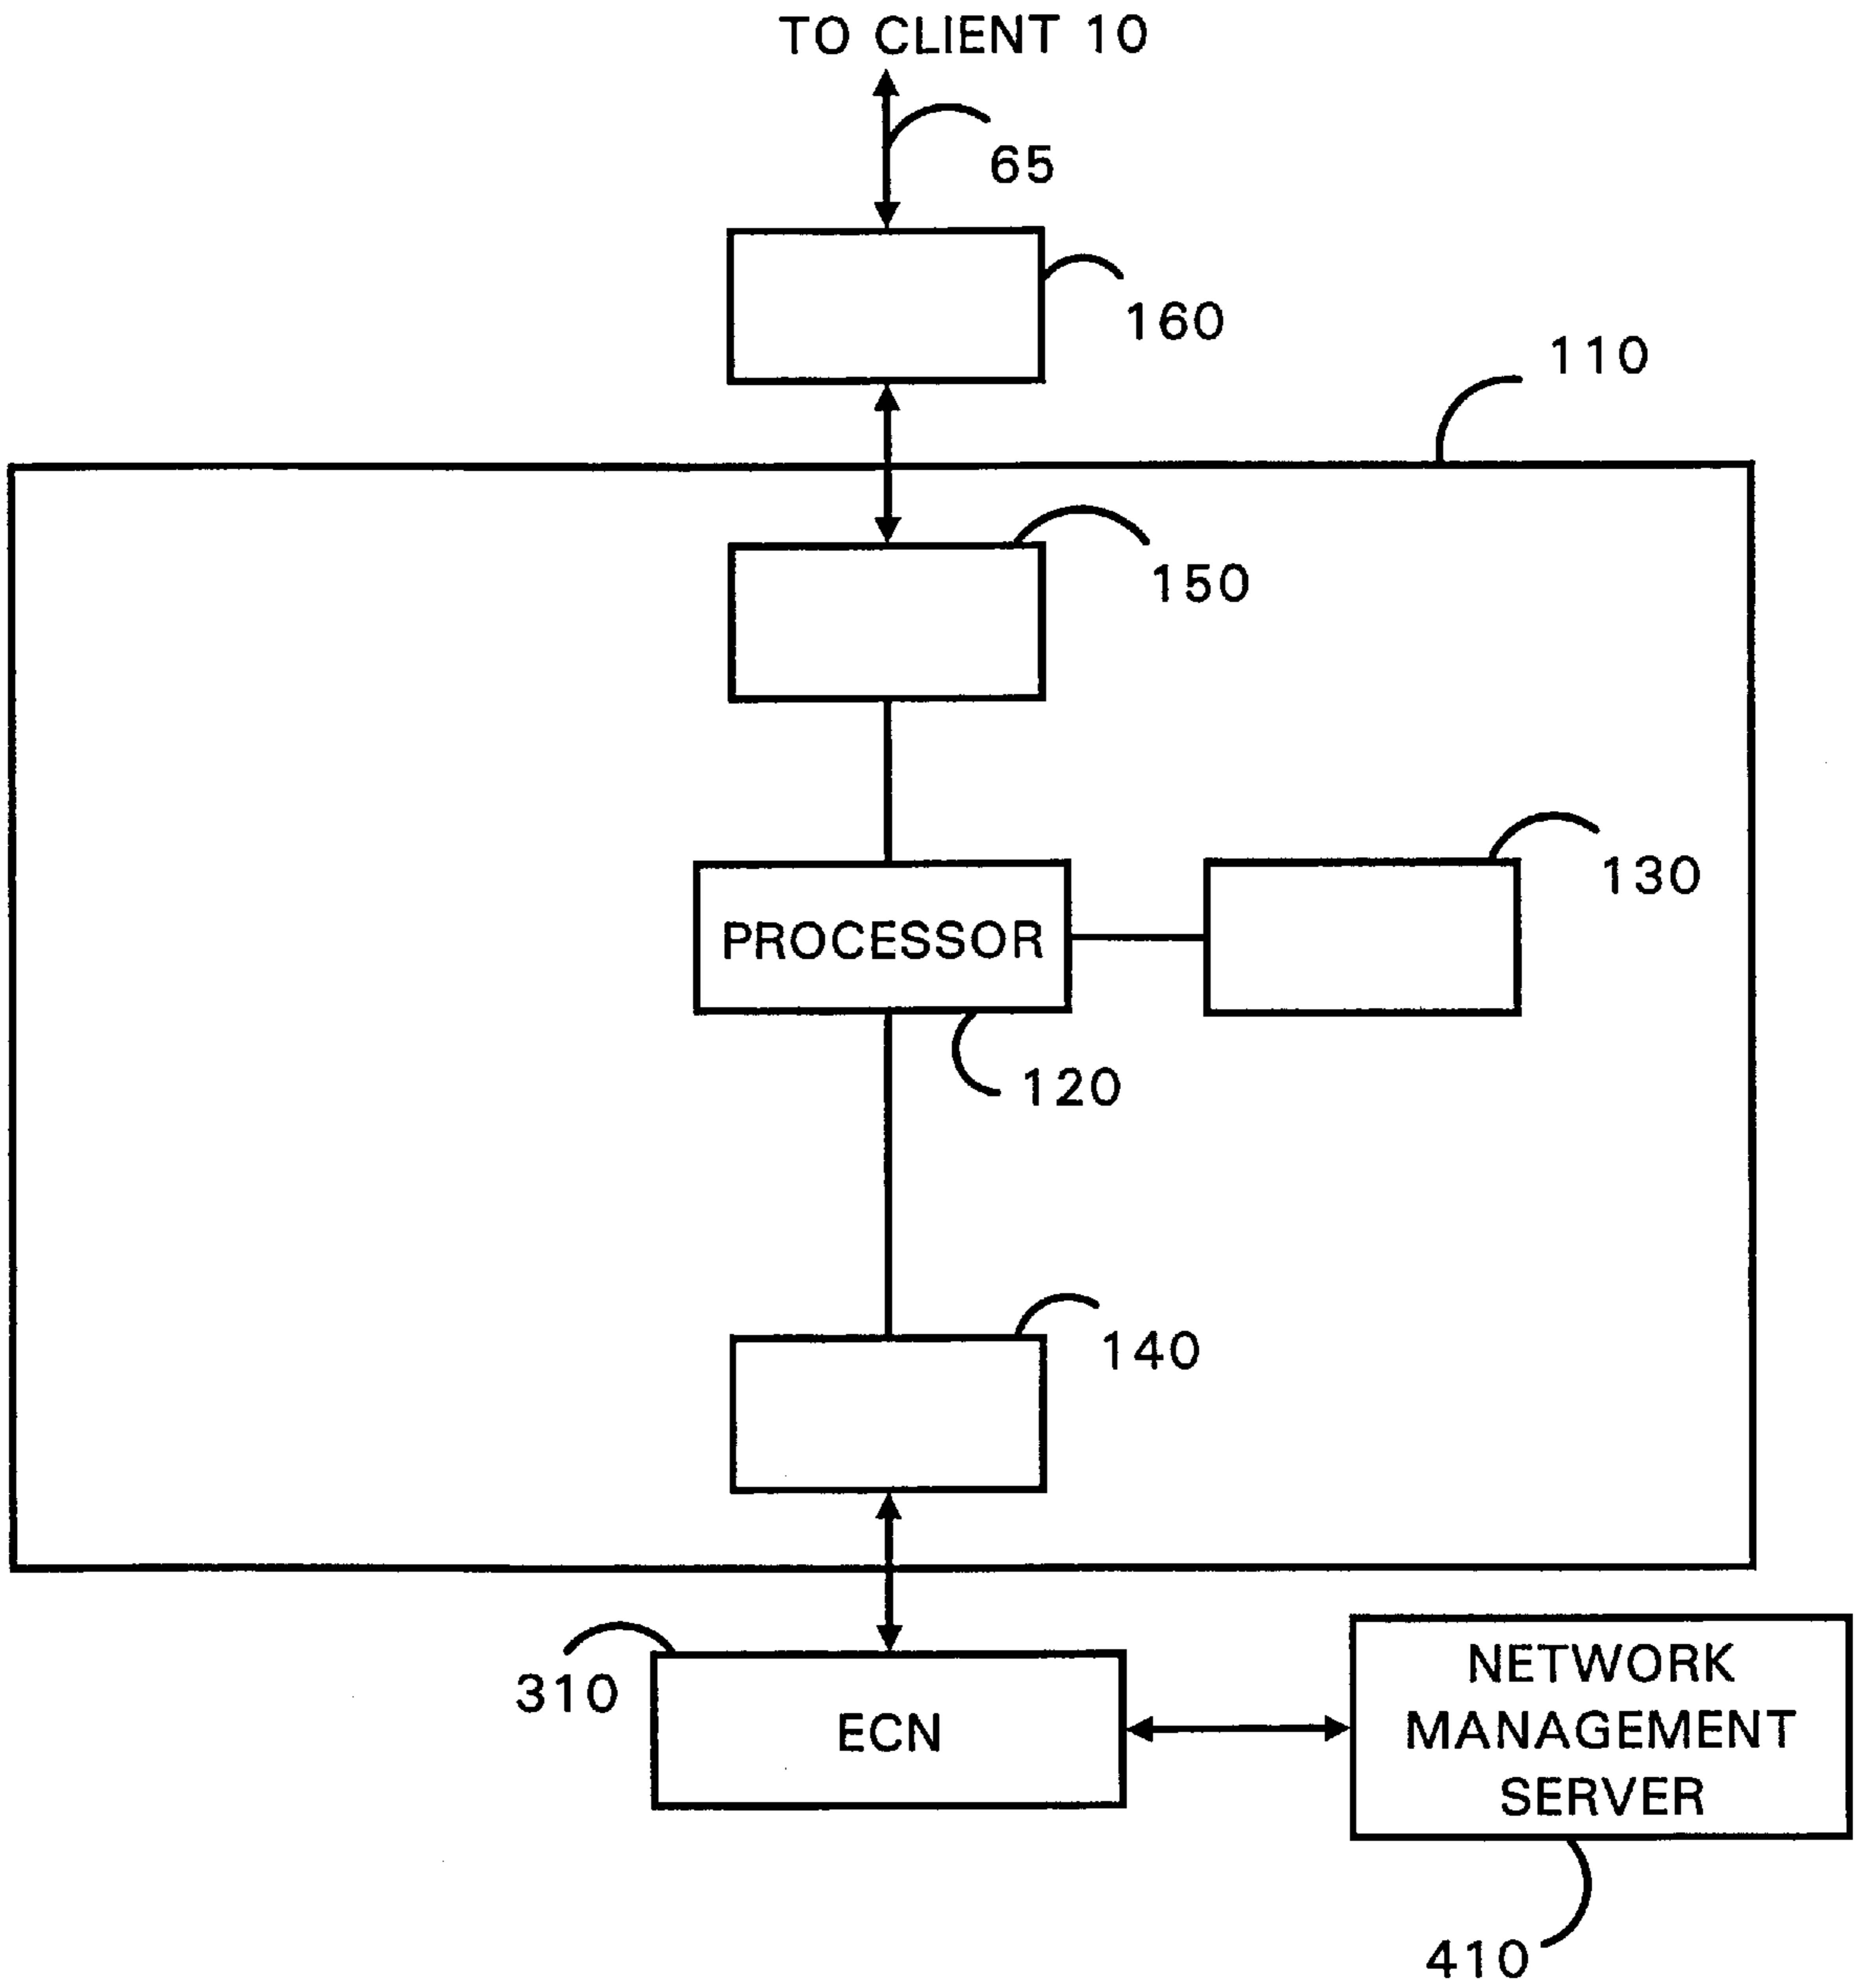 TO CLIENT 10
65
160
110
150
130
PROCESSOR
120
140
310
ECN
NETWORK
MANAGEMENT
SERVER
410